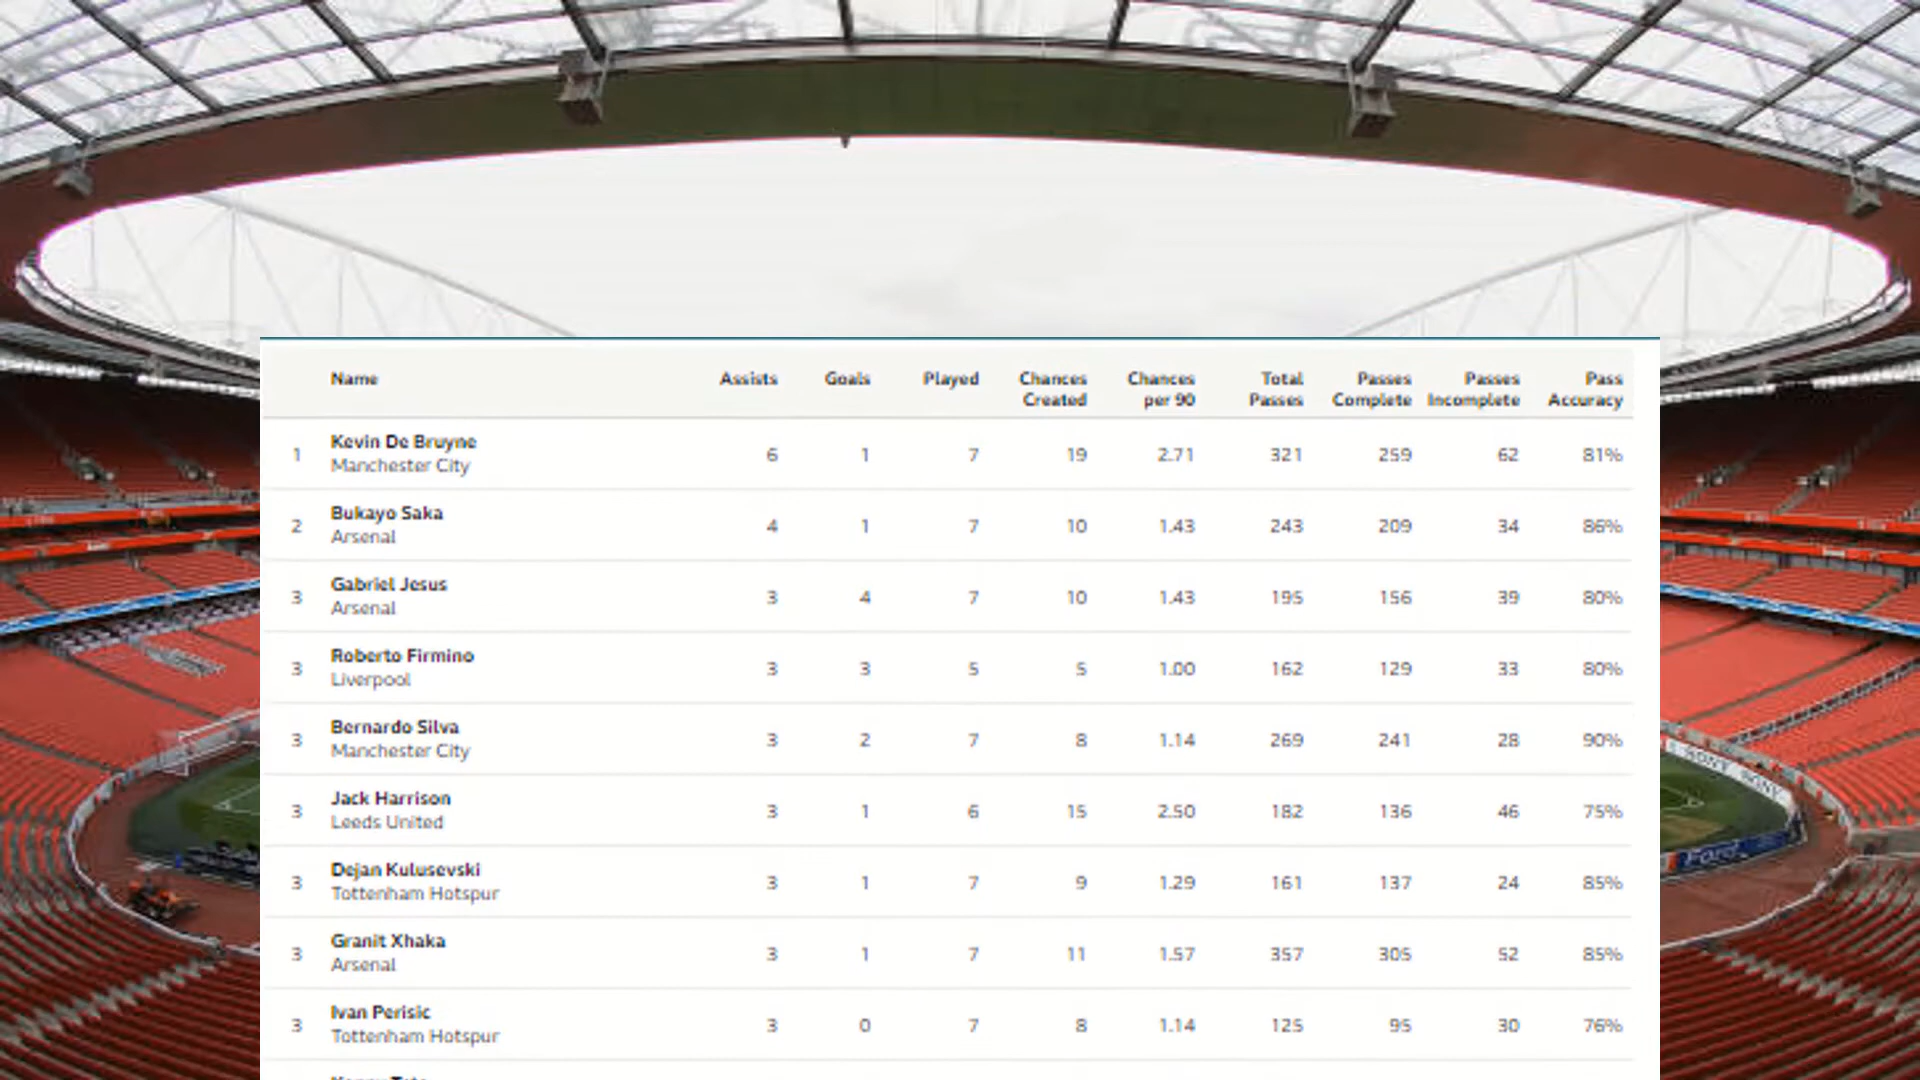 Name Assists Goals Played Chances Created Chances per 90 Total Passes Passes Complete Passes Incomplete Pass Accuracy
1 Kevin De Bruyne 6 1 7 19 2.71 321 259 62 81%
Manchester City
2 Bukayo Saka 4 1 7 10 1.43 243 209 34 86%
Arsenal
3 Gabriel Jesus 3 4 7 10 1.43 195 156 39 80%
Arsenal
3 Roberto Firmino 3 3 5 5 1.00 162 129 33 80%
Liverpool
3 Bernardo Silva 3 2 7 8 1.14 269 241 28 90%
Manchester City
3 Jack Harrison 3 1 6 15 2.50 182 136 46 75%
Leeds United
3 Dejan Kulusevski 3 1 7 9 1.29 161 137 24 85%
Tottenham Hotspur
3 Granit Xhaka 3 1 7 11 1.57 357 305 52 85%
Arsenal
3 Ivan Perisic 3 0 7 8 1.14 125 95 30 76%
Tottenham Hotspur
SONY SONY
Ford